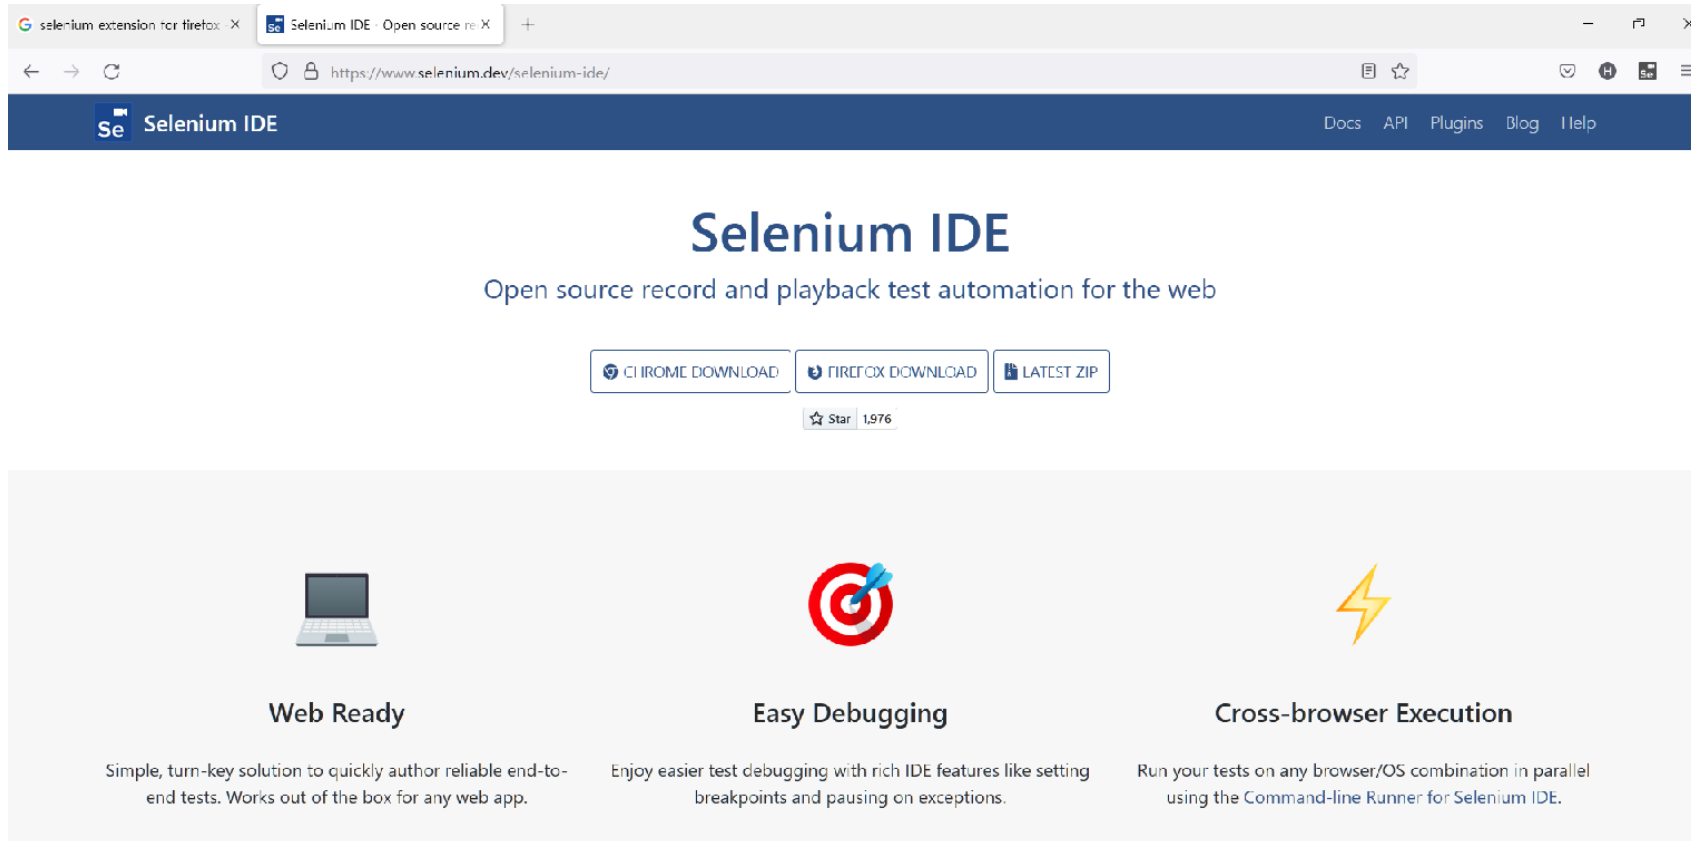 selenium extension for firefox -
Selenium IDE · Open source re
https://www.selenium.dev/selenium-ide/
H
Se
Se
Selenium IDE
Docs API Plugins Blog Help
Selenium IDE
Open source record and playback test automation for the web
CHROME DOWNLOAD
FIREFOX DOWNLOAD
LATEST ZIP
Star 1,976
Web Ready
Simple, turn-key solution to quickly author reliable end-to-
end tests. Works out of the box for any web app.
Easy Debugging
Enjoy easier test debugging with rich IDE features like setting
breakpoints and pausing on exceptions.
Cross-browser Execution
Run your tests on any browser/OS combination in parallel
using the Command-line Runner for Selenium IDE.